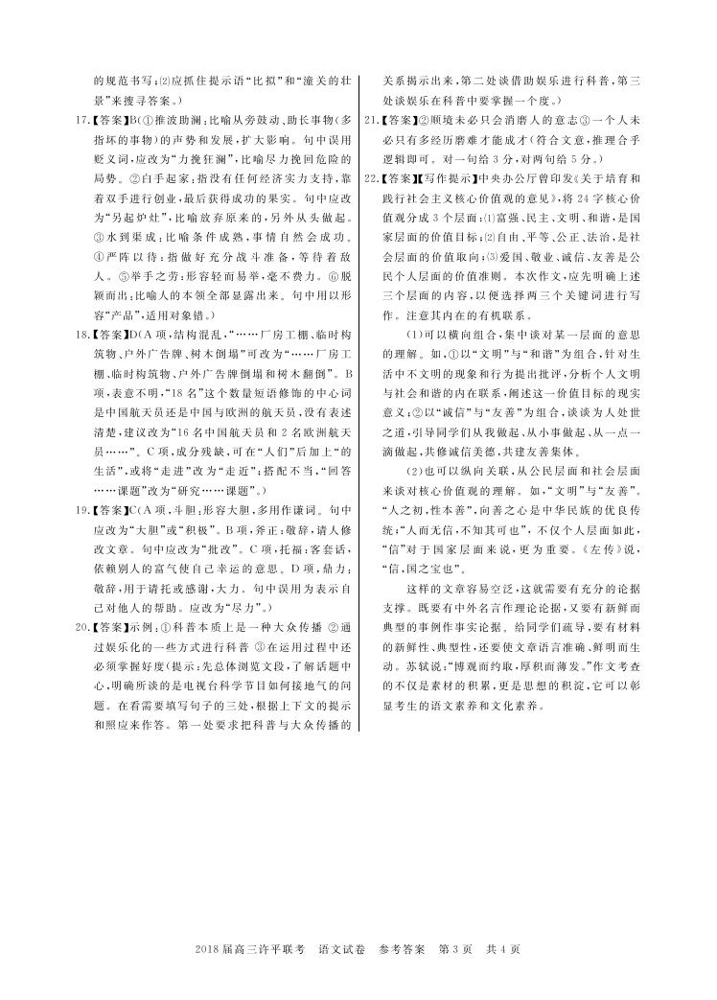 的规范书写;⑵应抓住提示语“比拟”和“潼关的壮
景”来搜寻答案。)
17.【答案】B(①推波助澜:比喻从旁鼓动、助长事物(多
指坏的事物)的声势和发展,扩大影响。句中误用
贬义词,应改为“力挽狂澜”,比喻尽力挽回危险的
局势。②白手起家:指没有任何经济实力支持,靠
着双手进行创业,最后获得成功的果实。句中应改
为“另起炉灶”,比喻放弃原来的,另外从头做起。
③水到渠成:比喻条件成熟,事情自然会成功。
④严阵以待:指做好充分战斗准备,等待着敌
人。⑤举手之劳:形容轻而易举,毫不费力。⑥脱
颖而出:比喻人的本领全部显露出来。句中用以形
容“产品”,适用对象错。)
18.【答案】D(A项,结构混乱,“……厂房工棚、临时构
筑物、户外广告牌、树木倒塌”可改为“……厂房工
棚、临时构筑物、户外广告牌倒塌和树木翻倒”。B
项,表意不明,“18名”这个数量短语修饰的中心词
是中国航天员还是中国与欧洲的航天员,没有表述
清楚,建议改为“16名中国航天员和2名欧洲航天
员……”。C项,成分残缺,可在“人们”后加上“的
生活”,或将“走进”改为“走近”;搭配不当,“回答
……课题”改为“研究……课题”。)
19.【答案】C(A项,斗胆:形容大胆,多用作谦词。句中
应改为“大胆”或“积极”。B项,斧正:敬辞,请人修
改文章。句中应改为“批改”。C项,托福:客套话,
依赖别人的富气使自己幸运的意思。D项,鼎力:
敬辞,用于请托或感谢,大力。句中误用为表示自
己对他人的帮助。应改为“尽力”。)
20.【答案】示例:①科普本质上是一种大众传播 ②通
过娱乐化的一些方式进行科普 ③在运用过程中还
必须掌握好度(提示:先总体浏览文段,了解话题中
心,明确所谈的是电视台科学节目如何接地气的问
题。在看需要填写句子的三处,根据上下文的提示
和照应来作答。第一处要求把科普与大众传播的
关系揭示出来,第二处谈借助娱乐进行科普,第三
处谈娱乐在科普中要掌握一个度。)
21.【答案】②顺境未必只会消磨人的意志③一个人未
必只有多经历磨难才能成才(符合文意,推理合乎
逻辑即可。对一句给3分,对两句给5分。)
22.【答案】【写作提示】中央办公厅曾印发《关于培育和
践行社会主义核心价值观的意见》,将24字核心价
值观分成3个层面:⑴富强、民主、文明、和谐,是国
家层面的价值目标;⑵自由、平等、公正、法治,是社
会层面的价值取向;⑶爱国、敬业、诚信、友善是公
民个人层面的价值准则。本次作文,应先明确上述
三个层面的内容,以便选择两三个关键词进行写
作。注意其内在的有机联系。
(1)可以横向组合,集中谈对某一层面的意思
的理解。如,①以“文明”与“和谐”为组合,针对生
活中不文明的现象和行为提出批评,分析个人文明
与社会和谐的内在联系,阐述这一价值目标的现实
意义;②以“诚信”与“友善”为组合,谈谈为人处世
之道,引导同学们从我做起、从小事做起、从一点一
滴做起,共修诚信美德,共建友善集体。
(2)也可以纵向关联,从公民层面和社会层面
来谈对核心价值观的理解。如,“文明”与“友善”。
“人之初,性本善”,向善之心是中华民族的优良传
统;“人而无信,不知其可也”, 不仅个人层面如此,
“信”对于国家层面来说,更为重要。《左传》说,
“信,国之宝也”。
这样的文章容易空泛,这就需要有充分的论据
支撑。既要有中外名言作理论论据,又要有新鲜而
典型的事例作事实论据。给同学们疏导,要有材料
的新鲜性、典型性,还要使文章语言准确、鲜明而生
动。苏轼说:“博观而约取,厚积而薄发。”作文考查
的不仅是素材的积累,更是思想的积淀,它可以彰
显考生的语文素养和文化素养。
2018届高三许平联考 语文试卷 参考答案 第3页 共4页